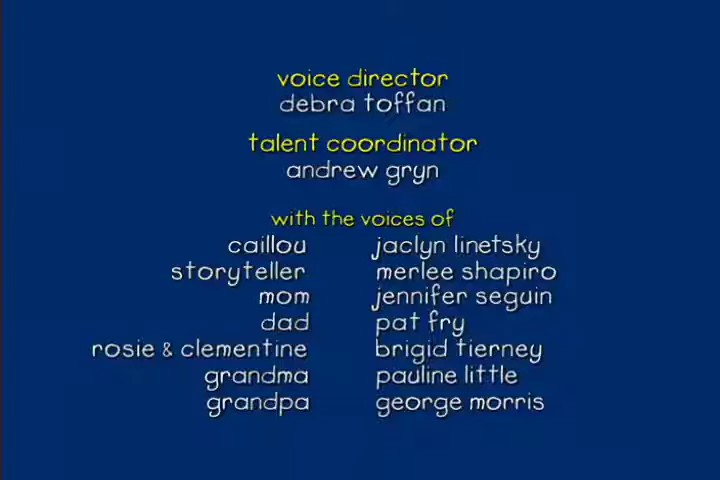 voice director
debra toffan
talent coordinator
andrew gryn
with the voices of
caillou jaclyn linetsky
storyteller merlee shapiro
mom jennifer seguin
dad pat fry
rosie & clementine brigid tierney
grandma pauline little
grandpa george morris